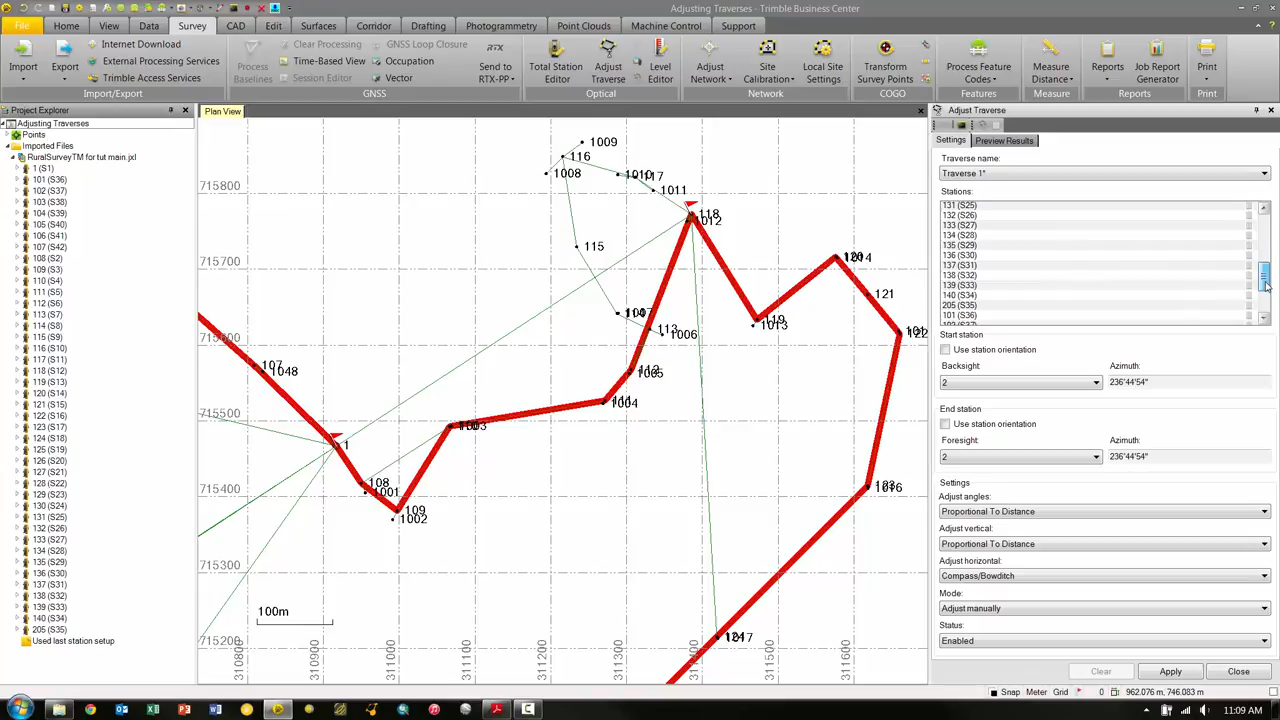 Adjusting Traverses - Trimble Business Center
File Home View Data Survey CAD Edit Surfaces Corridor Drafting Photogrammetry Point Clouds Machine Control Support
Import
Export
Internet Download
External Processing Services
Trimble Access Services
Import/Export
Process Baselines
Clear Processing
Time-Based View
Session Editor
GNSS Loop Closure
Occupation
Vector
Send to RTX-PP
GNSS
Total Station Editor
Adjust Traverse
Level Editor
Optical
Adjust Network
Site Calibration
Local Site Settings
Network
Transform Survey Points
COGO
Process Feature Codes
Features
Measure Distance
Measure
Reports
Job Report Generator
Reports
Print
Print
Project Explorer
Adjusting Traverses
Points
Imported Files
RuralSurveyTM for tut main.jxl
1 (S1)
101 (S36)
102 (S37)
103 (S38)
104 (S39)
105 (S40)
106 (S41)
107 (S42)
108 (S2)
109 (S3)
110 (S4)
111 (S5)
112 (S6)
113 (S7)
114 (S8)
115 (S9)
116 (S10)
117 (S11)
118 (S12)
119 (S13)
120 (S14)
121 (S15)
122 (S16)
123 (S17)
124 (S18)
125 (S19)
126 (S20)
127 (S21)
128 (S22)
129 (S23)
130 (S24)
131 (S25)
132 (S26)
133 (S27)
134 (S28)
135 (S29)
136 (S30)
137 (S31)
138 (S32)
139 (S33)
140 (S34)
205 (S35)
Used last station setup
Plan View
1009
116
1008
117
1011
715800
118
1012
115
1014
715700
121
119
1013
113
1006
122
715600
107
1048
1005
1004
715500
1
108
1001
109
1002
1016
715400
715300
100m
1017
715200
310800
310900
311000
311100
311200
311300
311400
311500
311600
Adjust Traverse
Settings
Preview Results
Traverse name:
Traverse 1*
Stations:
131 (S25)
132 (S26)
133 (S27)
134 (S28)
135 (S29)
136 (S30)
137 (S31)
138 (S32)
139 (S33)
140 (S34)
205 (S35)
101 (S36)
102 (S37)
Start station
Use station orientation
Backsight: Azimuth:
2 236°44'54"
End station
Use station orientation
Foresight: Azimuth:
2 236°44'54"
Settings
Adjust angles:
Proportional To Distance
Adjust vertical:
Proportional To Distance
Adjust horizontal:
Compass/Bowditch
Mode:
Adjust manually
Status:
Enabled
Clear Apply Close
Snap Meter Grid 0 962.076 m, 746.083 m
11:09 AM